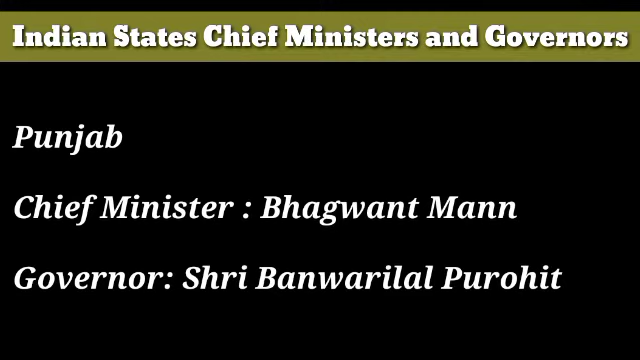 Indian States Chief Ministers and Governors
Punjab
Chief Minister : Bhagwant Mann
Governor: Shri Banwarilal Purohit